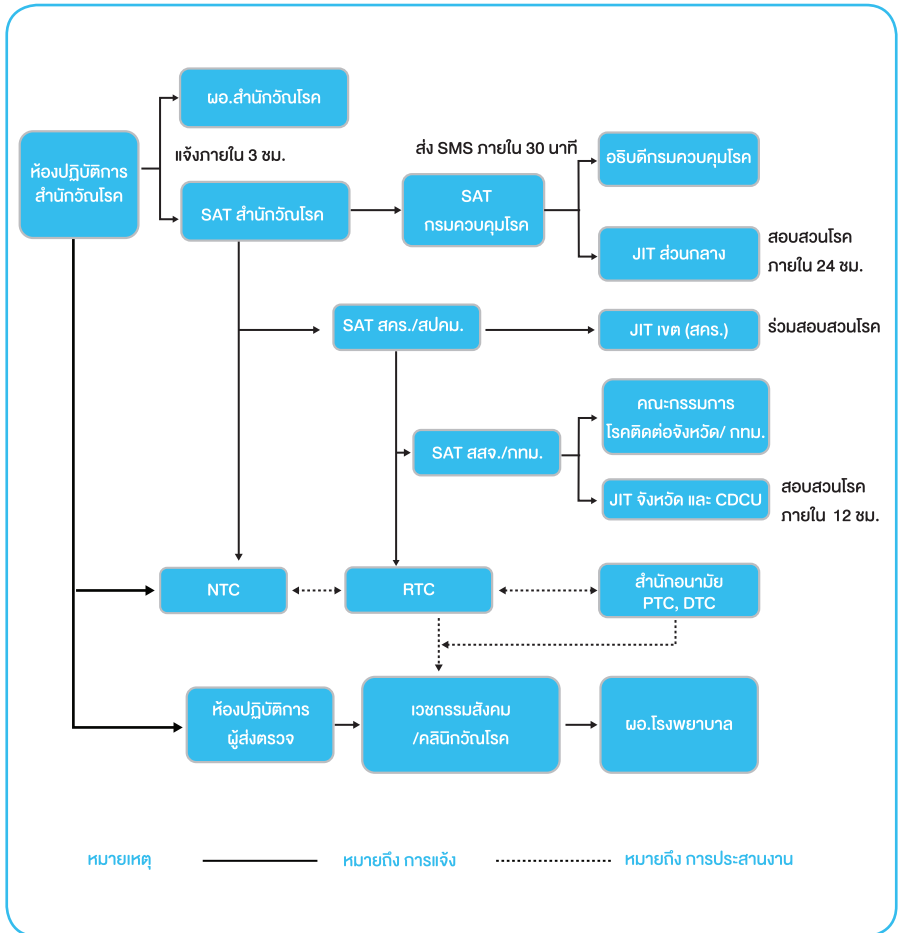 ผอ.สำนักวัณโรค
ห้องปฏิบัติการ
สำนักวัณโรค
แจ้งภายใน 3 ชม.
SAT สำนักวัณโรค
ส่ง SMS ภายใน 30 นาที
SAT
กรมควบคุมโรค
อธิบดีกรมควบคุมโรค
JIT ส่วนกลาง
สอบสวนโรค
ภายใน 24 ชม.
SAT สคร./สปคม.
JIT เขต (สคร.)
ร่วมสอบสวนโรค
SAT สสจ./กทม.
คณะกรรมการ
โรคติดต่อจังหวัด/ กทม.
JIT จังหวัด และ CDCU
สอบสวนโรค
ภายใน 12 ชม.
NTC
RTC
สำนักอนามัย
PTC, DTC
ห้องปฏิบัติการ
ผู้ส่งตรวจ
เวชกรรมสังคม
/คลินิกวัณโรค
ผอ.โรงพยาบาล
หมายเหตุ
หมายถึง การแจ้ง
หมายถึง การประสานงาน